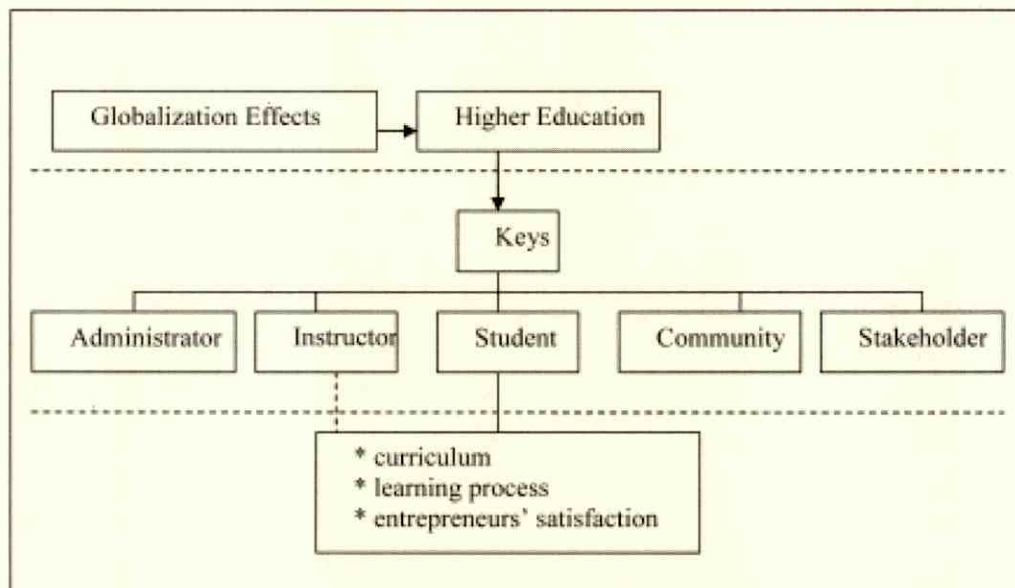 Globalization Effects
Higher Education
Keys
Administrator
Instructor
Student
Community
Stakeholder
* curriculum
* learning process
* entrepreneurs' satisfaction